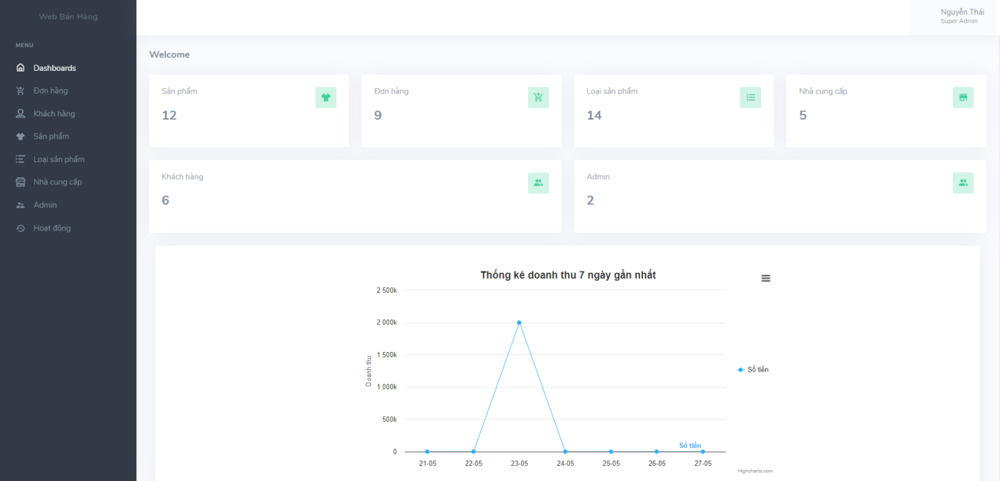 Web Bán Hàng
Nguyễn Thái
Super Admin
MENU
Dashboards
Đơn hàng
Khách hàng
Sản phẩm
Loại sản phẩm
Nhà cung cấp
Admin
Hoạt động
Welcome
Sản phẩm
12
Đơn hàng
9
Loại sản phẩm
14
Nhà cung cấp
5
Khách hàng
6
Admin
2
Thống kê doanh thu 7 ngày gần nhất
Doanh thu
2 500k
2 000k
1 500k
1 000k
500k
0
Số tiền
21-05 22-05 23-05 24-05 25-05 26-05 27-05
Số tiền
Highcharts.com